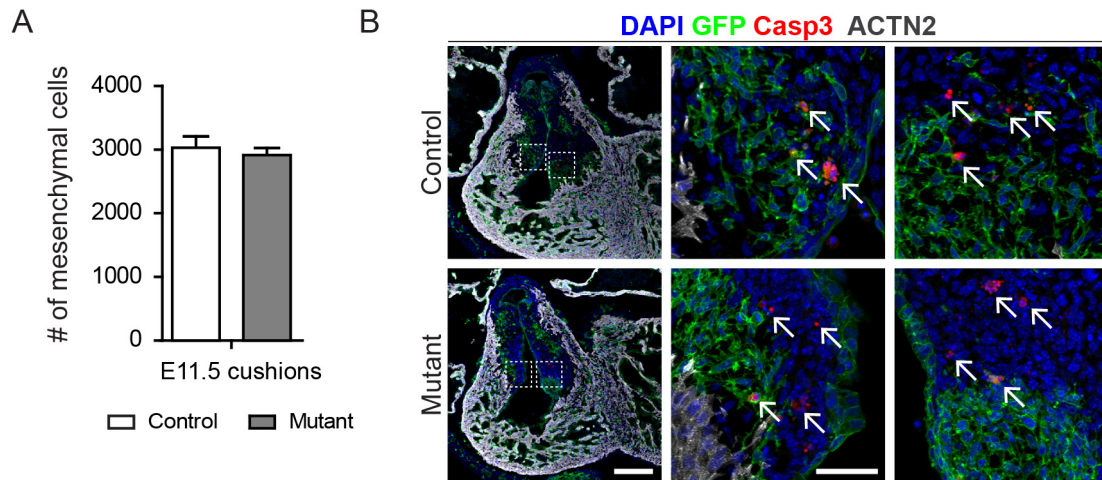 A
# of mesenchymal cells
4000
3000
2000
1000
0
E11.5 cushions
Control
Mutant
B
DAPI GFP Casp3 ACTN2
Control
Mutant